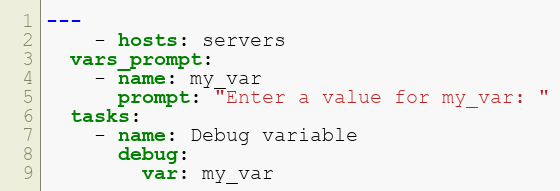 1 ---
2     - hosts: servers
3   vars_prompt:
4     - name: my_var
5       prompt: "Enter a value for my_var: "
6   tasks:
7     - name: Debug variable
8       debug:
9         var: my_var